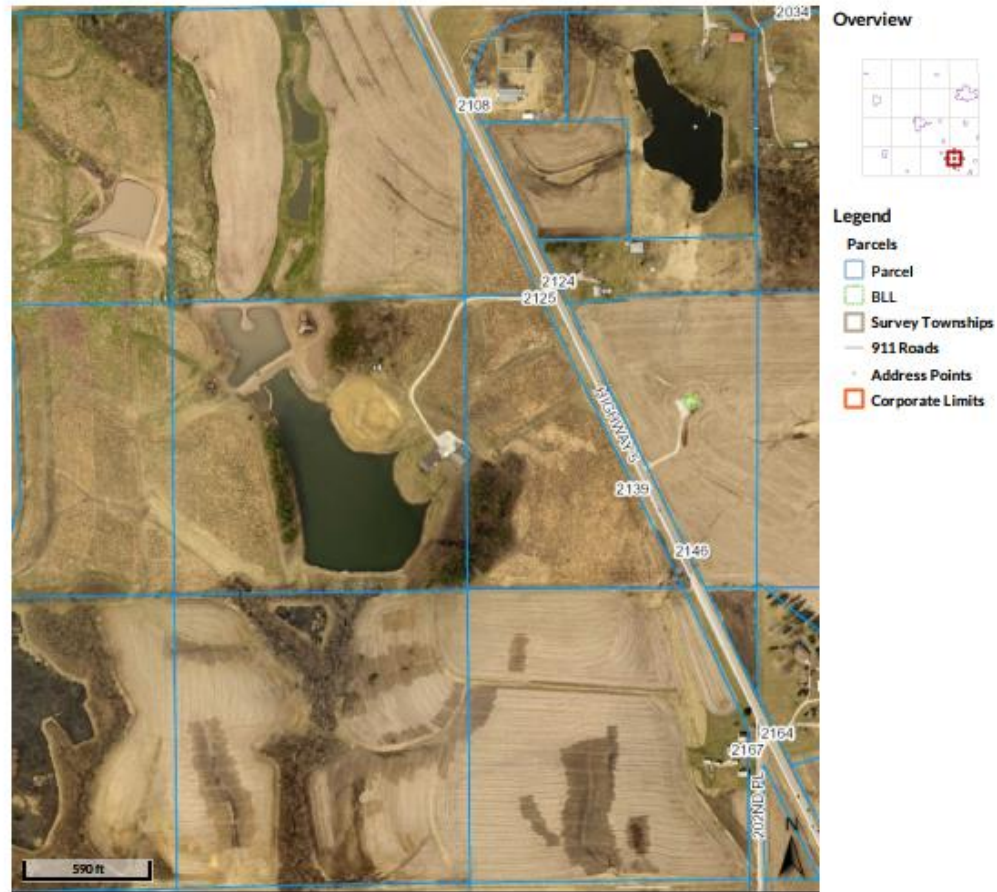 2034
2108
2124
2125
HIGHWAY 5
2139
2146
2164
2167
202ND PL
N
590 ft
Overview
Legend
Parcels
Parcel
BLL
Survey Townships
911 Roads
Address Points
Corporate Limits